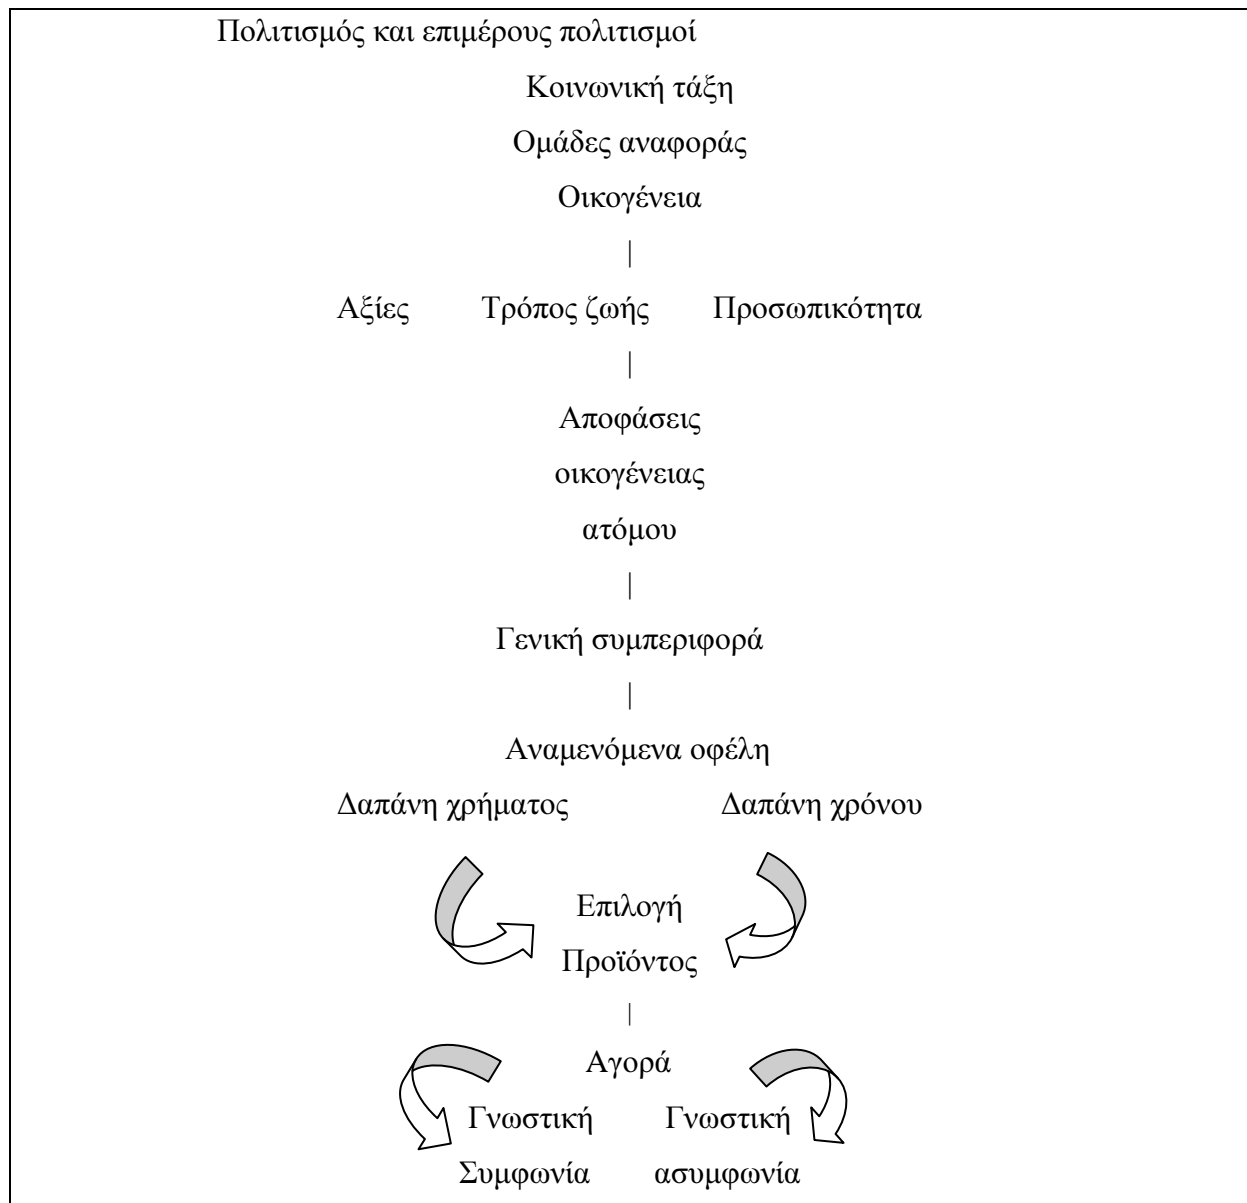 Πολιτισμός και επιμέρους πολιτισμοί
Κοινωνική τάξη
Ομάδες αναφοράς
Οικογένεια
|
Αξίες Τρόπος ζωής Προσωπικότητα
|
Αποφάσεις
οικογένειας
ατόμου
|
Γενική συμπεριφορά
|
Αναμενόμενα οφέλη
Δαπάνη χρήματος Δαπάνη χρόνου
Επιλογή
Προϊόντος
|
Αγορά
Γνωστική Γνωστική
Συμφωνία ασυμφωνία